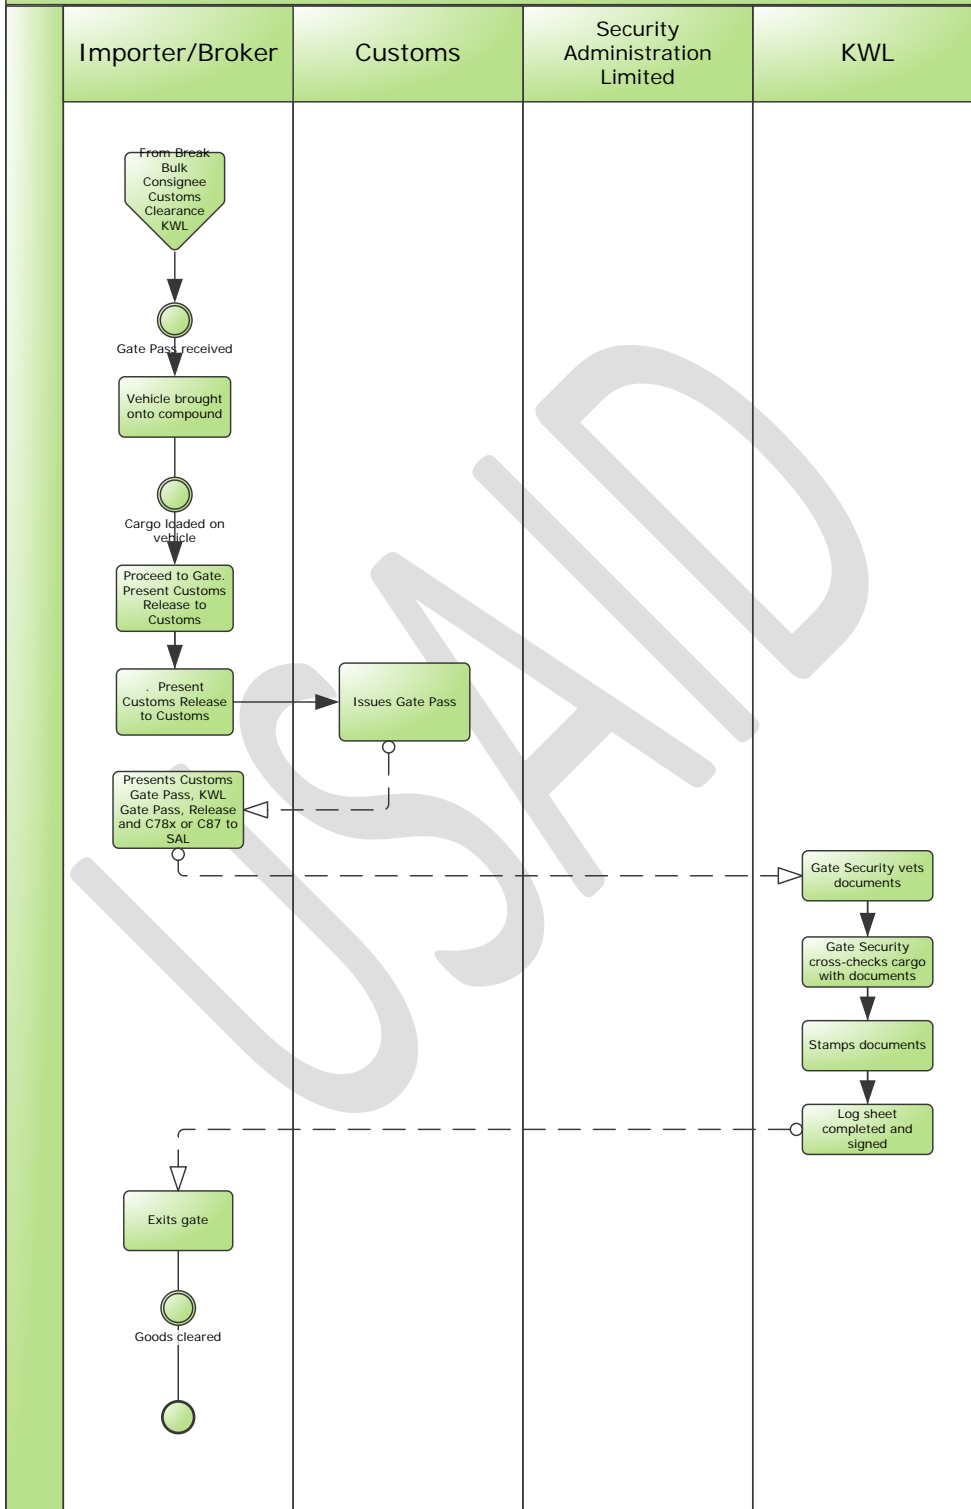 Importer/Broker
Customs
Security
Administration
Limited
KWL
From Break
Bulk
Consignee
Customs
Clearance
KWL
Gate Pass received
Vehicle brought
onto compound
Cargo loaded on
vehicle
Proceed to Gate.
Present Customs
Release to
Customs
. Present
Customs Release
to Customs
Issues Gate Pass
Presents Customs
Gate Pass, KWL
Gate Pass, Release
and C78x or C87 to
SAL
Gate Security vets
documents
Gate Security
cross-checks cargo
with documents
Stamps documents
Log sheet
completed and
signed
Exits gate
Goods cleared
USAID